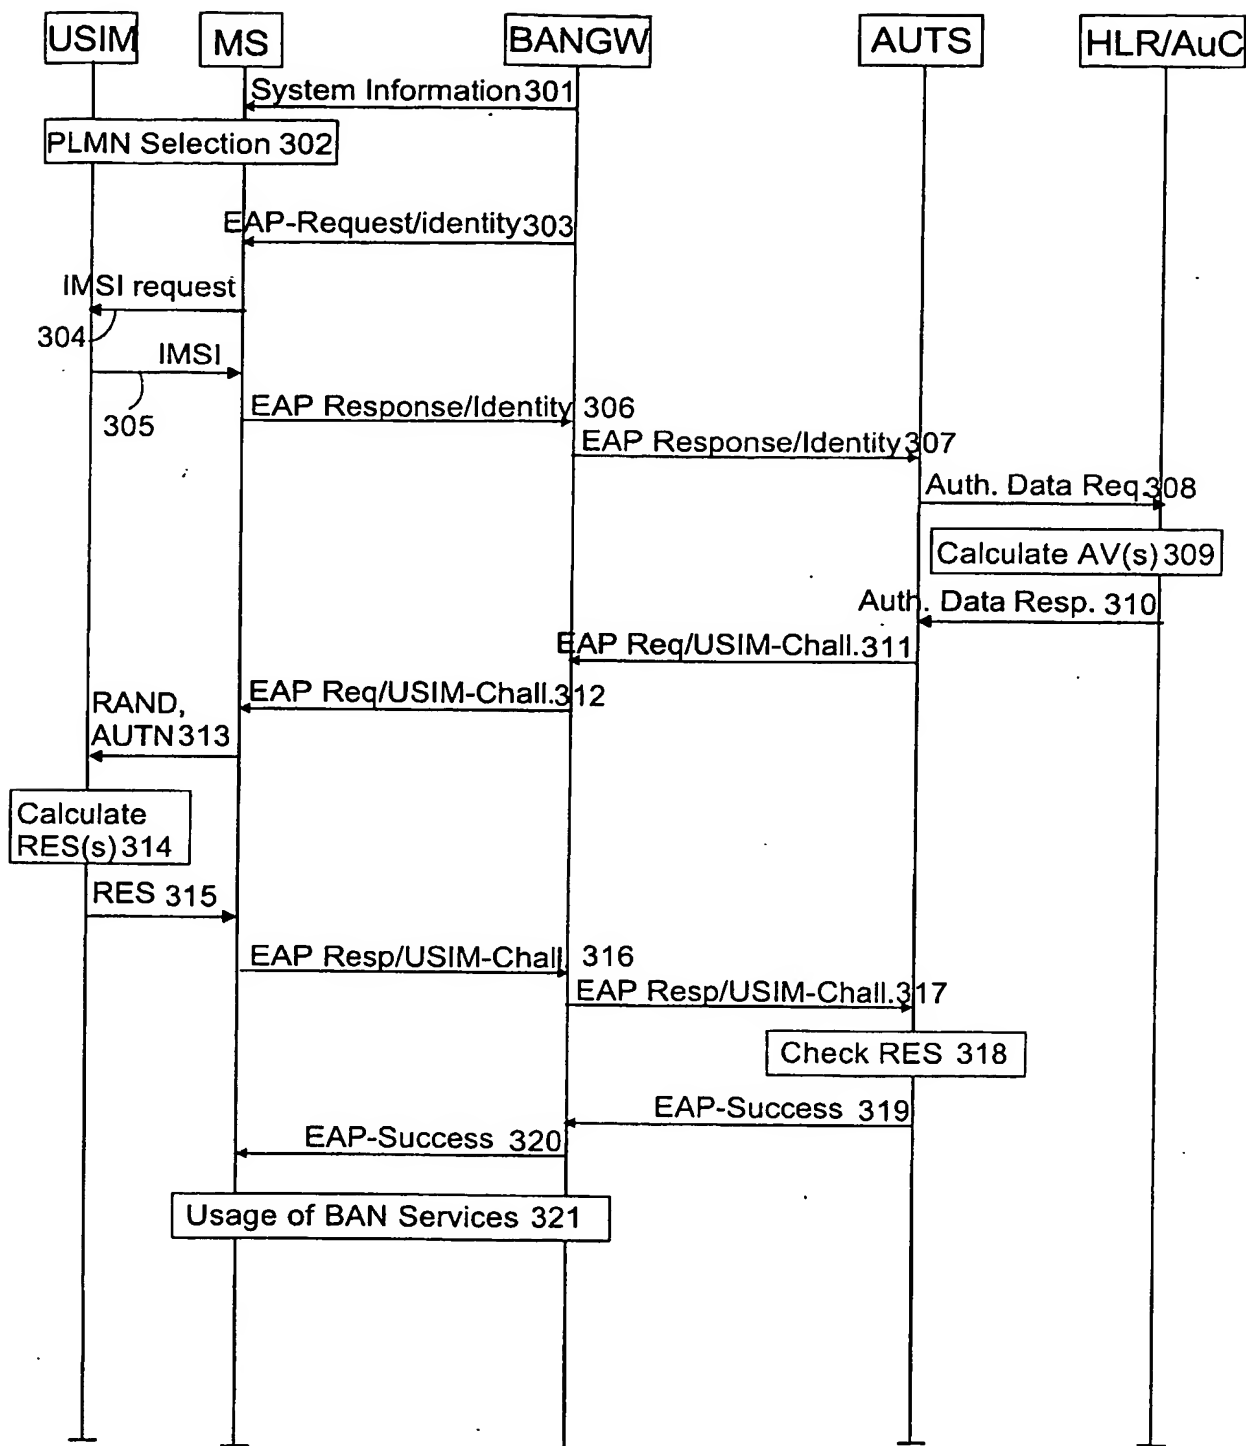 USIM
MS
BANGW
AUTS
HLR/AuC
System Information 301
PLMN Selection 302
EAP-Request/identity 303
IMSI request
304
IMSI
305
EAP Response/Identity 306
EAP Response/Identity 307
Auth. Data Req. 308
Calculate AV(s) 309
Auth. Data Resp. 310
EAP Req/USIM-Chall. 311
EAP Req/USIM-Chall. 312
RAND,
AUTN 313
Calculate
RES(s) 314
RES 315
EAP Resp/USIM-Chall. 316
EAP Resp/USIM-Chall. 317
Check RES 318
EAP-Success 319
EAP-Success 320
Usage of BAN Services 321